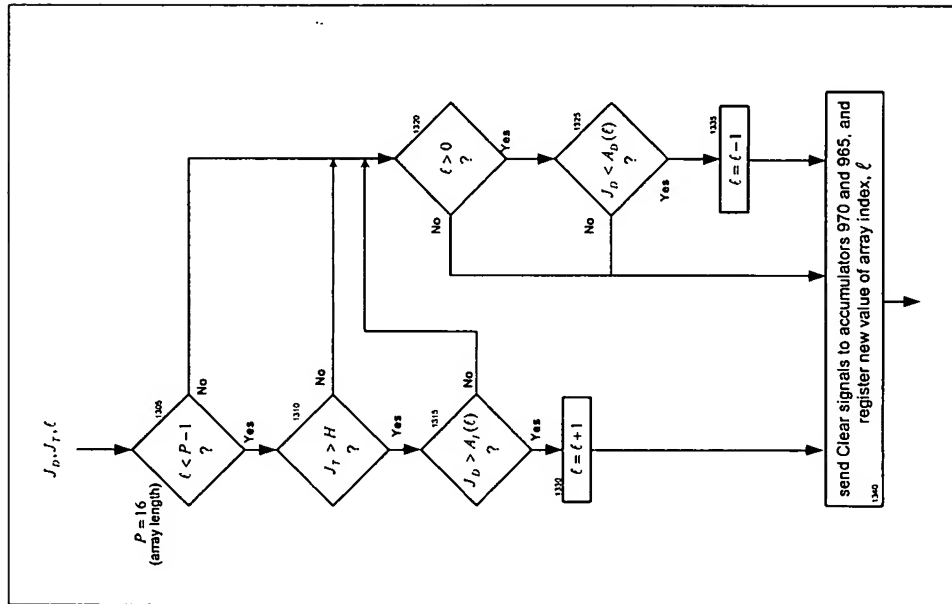 J_D, J_T, ℓ
P = 16
(array length)
1305
ℓ < P − 1
?
No
Yes
1310
J_T > H
?
No
Yes
1315
J_D > A_I(ℓ)
?
No
Yes
1330
ℓ = ℓ + 1
1320
ℓ > 0
?
No
Yes
1325
J_D < A_D(ℓ)
?
No
Yes
1335
ℓ = ℓ − 1
send Clear signals to accumulators 970 and 965, and
register new value of array index, ℓ
1340